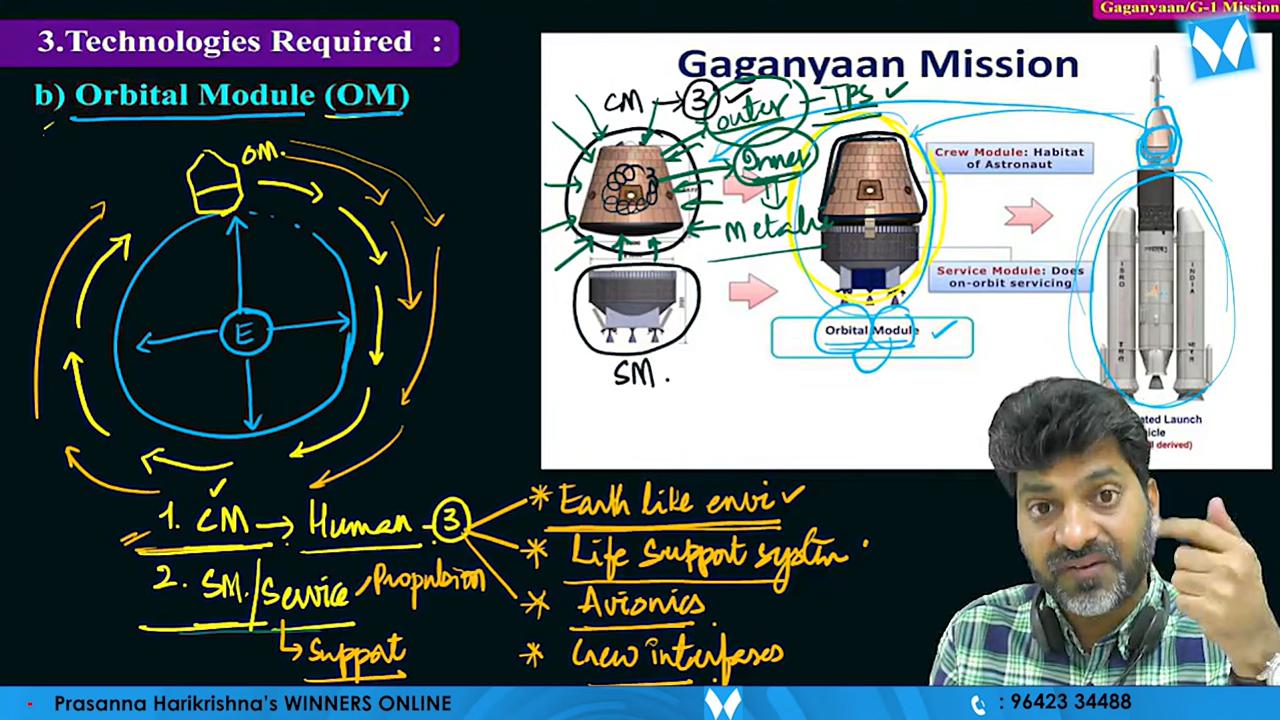 Gaganyaan/G-1 Mission
3.Technologies Required :
b) Orbital Module (OM)
OM.
E
Gaganyaan Mission
CM → 3 outer - TPS
Inner
CM
Crew Module: Habitat
of Astronaut
Service Module: Does
on-orbit servicing
Orbital Module
SM.
ISRO
INDIA
1. CM → Human - 3
* Earth like envi
* Life Support system
* Avionics
* Crew interfases
2. SM/Service
Propulsion
Support
Prasanna Harikrishna's WINNERS ONLINE
: 96423 34488